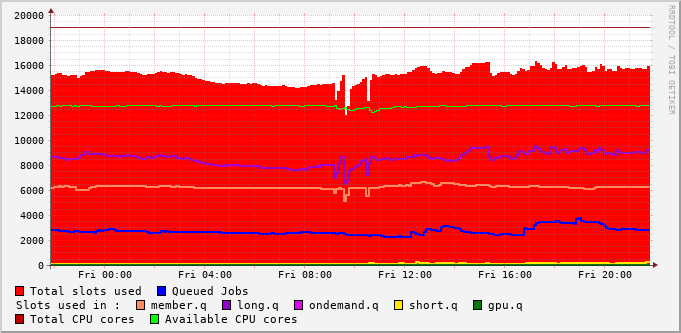 20000
18000
16000
14000
12000
10000
8000
6000
4000
2000
0
Fri 00:00 Fri 04:00 Fri 08:00 Fri 12:00 Fri 16:00 Fri 20:00
Total slots used Queued Jobs
Slots used in : member.q long.q ondemand.q short.q gpu.q
Total CPU cores Available CPU cores
RRDTOOL / TOBI OETIKER